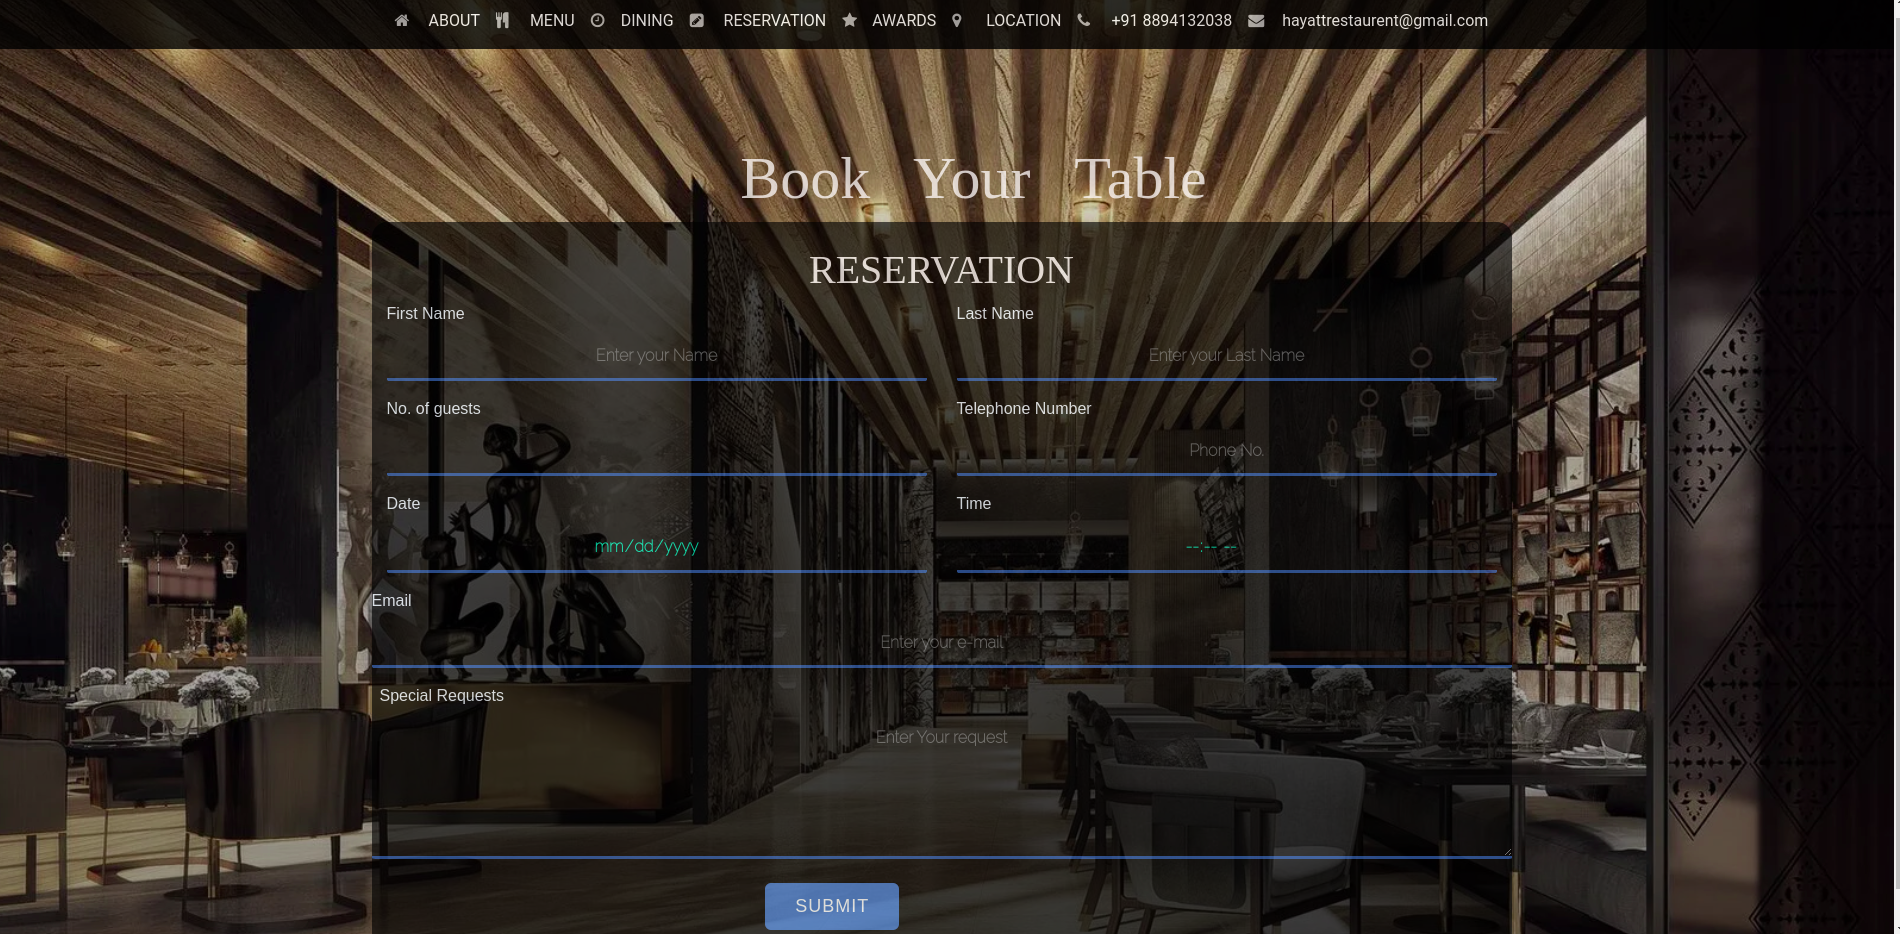 ABOUT MENU DINING RESERVATION AWARDS LOCATION +91 8894132038 hayattrestaurent@gmail.com
Book Your Table
RESERVATION
First Name Last Name
Enter your Name Enter your Last Name
No. of guests Telephone Number
Phone No.
Date Time
mm/dd/yyyy --:-- --
Email
Enter your e-mail
Special Requests
Enter Your request
SUBMIT